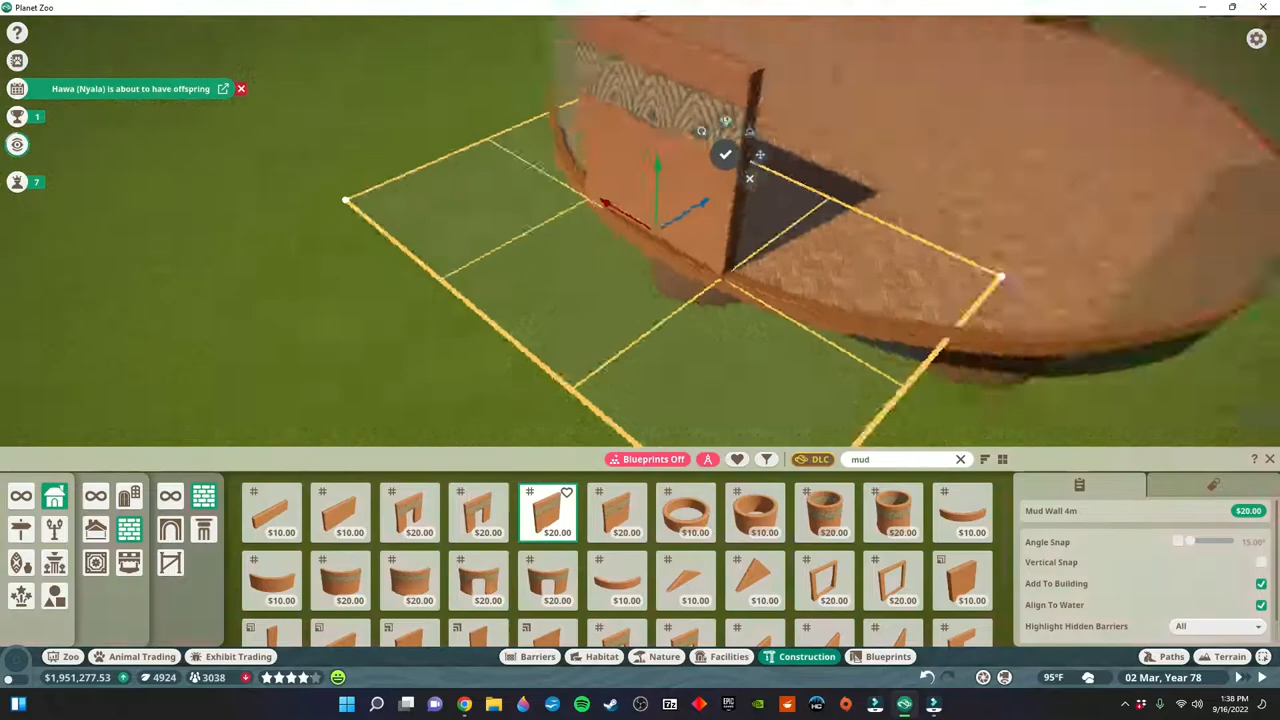 Planet Zoo
?
Hawa (Nyala) is about to have offspring
1
7
Blueprints Off
DLC
mud
?
$10.00 $10.00 $20.00 $20.00 $20.00 $20.00 $10.00 $10.00 $20.00 $20.00 $10.00
$10.00 $20.00 $20.00 $20.00 $20.00 $10.00 $10.00 $10.00 $20.00 $20.00 $10.00
Mud Wall 4m $20.00
Angle Snap 15.00°
Vertical Snap
Add To Building
Align To Water
Highlight Hidden Barriers All
Zoo Animal Trading Exhibit Trading Barriers Habitat Nature Facilities Construction Blueprints Paths Terrain
$1,951,277.53 4924 3038 95°F 02 Mar, Year 78
1:38 PM
9/16/2022